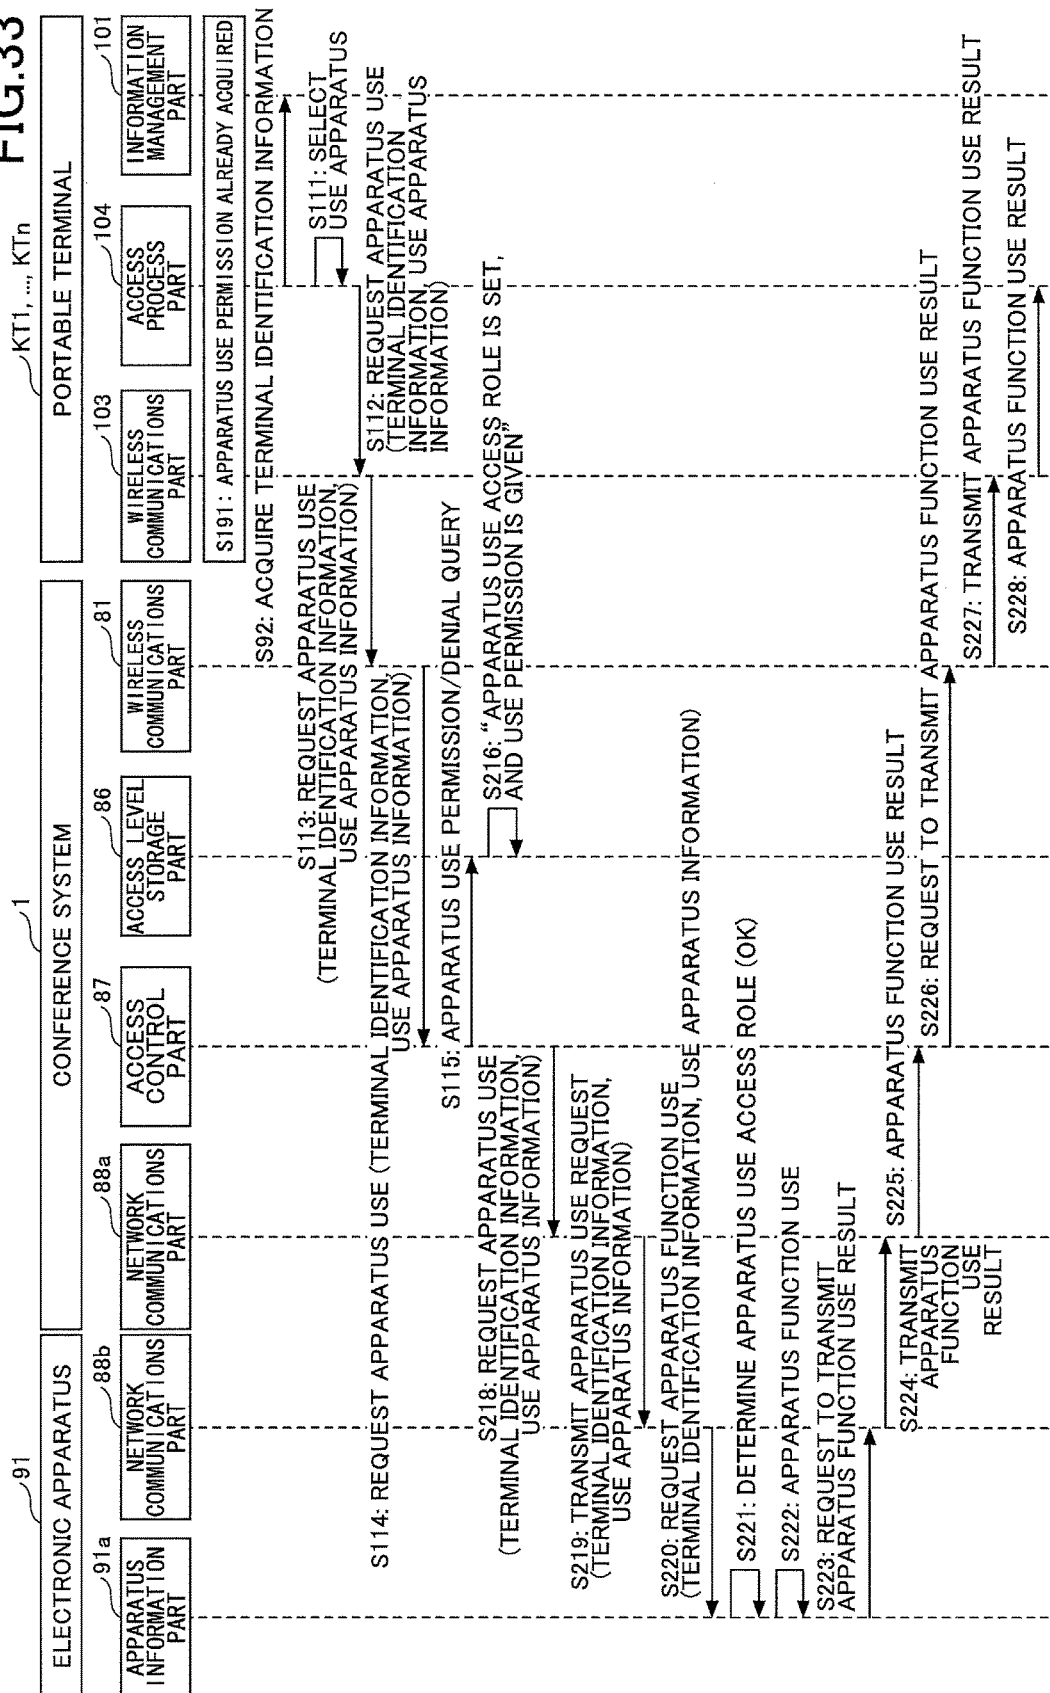 FIG.33
91
ELECTRONIC APPARATUS
1
CONFERENCE SYSTEM
KT1, ..., KTn
PORTABLE TERMINAL
91a
APPARATUS
INFORMATION
PART
88b
NETWORK
COMMUNICATIONS
PART
88a
NETWORK
COMMUNICATIONS
PART
87
ACCESS
CONTROL
PART
86
ACCESS LEVEL
STORAGE
PART
81
WIRELESS
COMMUNICATIONS
PART
103
WIRELESS
COMMUNICATIONS
PART
104
ACCESS
PROCESS
PART
101
INFORMATION
MANAGEMENT
PART
S191: APPARATUS USE PERMISSION ALREADY ACQUIRED
S92: ACQUIRE TERMINAL IDENTIFICATION INFORMATION
S111: SELECT
USE APPARATUS
S112: REQUEST APPARATUS USE
(TERMINAL IDENTIFICATION
INFORMATION, USE APPARATUS
INFORMATION)
S113: REQUEST APPARATUS USE
(TERMINAL IDENTIFICATION INFORMATION,
USE APPARATUS INFORMATION)
S114: REQUEST APPARATUS USE (TERMINAL IDENTIFICATION INFORMATION,
USE APPARATUS INFORMATION)
S115: APPARATUS USE PERMISSION/DENIAL QUERY
S216: “APPARATUS USE ACCESS ROLE IS SET,
AND USE PERMISSION IS GIVEN”
S218: REQUEST APPARATUS USE
(TERMINAL IDENTIFICATION INFORMATION,
USE APPARATUS INFORMATION)
S219: TRANSMIT APPARATUS USE REQUEST
(TERMINAL IDENTIFICATION INFORMATION,
USE APPARATUS INFORMATION)
S220: REQUEST APPARATUS FUNCTION USE
(TERMINAL IDENTIFICATION INFORMATION, USE APPARATUS INFORMATION)
S221: DETERMINE APPARATUS USE ACCESS ROLE (OK)
S222: APPARATUS FUNCTION USE
S223: REQUEST TO TRANSMIT
APPARATUS FUNCTION USE RESULT
S224: TRANSMIT
APPARATUS
FUNCTION
USE
RESULT
S225: APPARATUS FUNCTION USE RESULT
S226: REQUEST TO TRANSMIT APPARATUS FUNCTION USE RESULT
S227: TRANSMIT APPARATUS FUNCTION USE RESULT
S228: APPARATUS FUNCTION USE RESULT